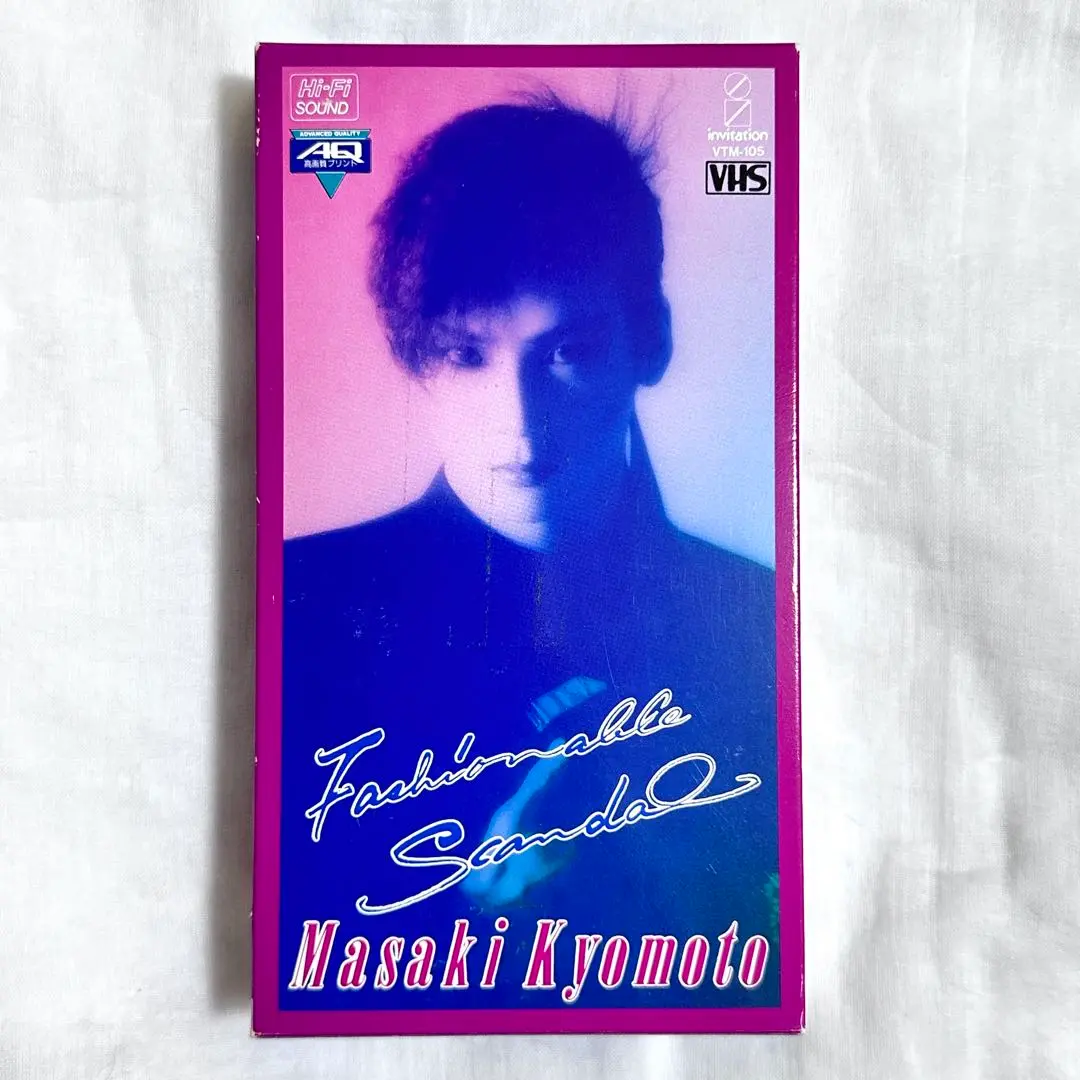 Hi-Fi
SOUND
ADVANCED QUALITY
AQ
高画質プリント
invitation
VTM-105
VHS
Fashionable
Scandal
Masaki Kyomoto